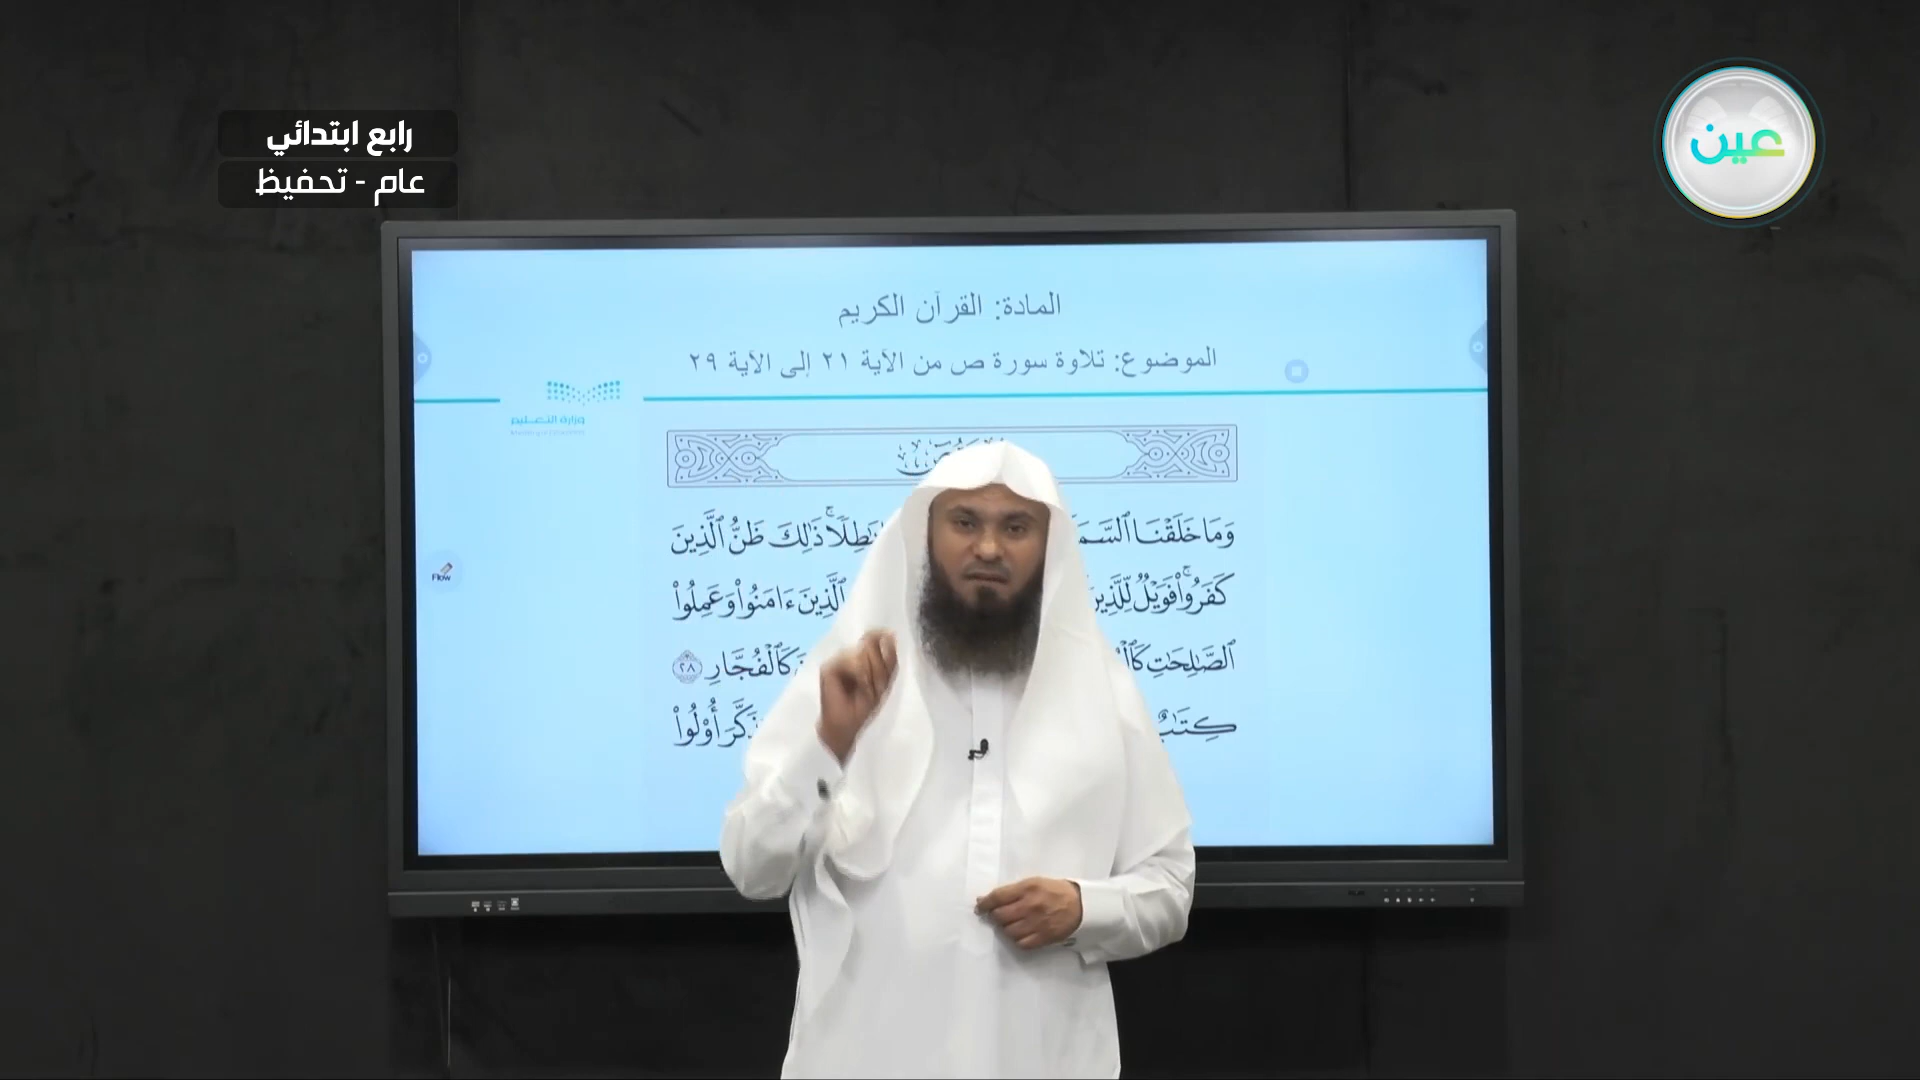 رابع ابتدائي
عام - تحفيظ
عين
المادة: القرآن الكريم
الموضوع: تلاوة سورة ص من الآية ٢١ إلى الآية ٢٩
وزارة التعليم
وَمَا خَلَقْنَا ٱلسَّمَ بَٰطِلًاۚ ذَٰلِكَ ظَنُّ ٱلَّذِينَ
كَفَرُواْۚ فَوَيْلٌ لِّلَّذِينَ ٱلَّذِينَ ءَامَنُواْ وَعَمِلُواْ
ٱلصَّٰلِحَٰتِ كَٱلْ كَٱلْفُجَّارِ ٢٨
كِتَٰبٌ ذَكَّرَ أُوْلُواْ
Flow